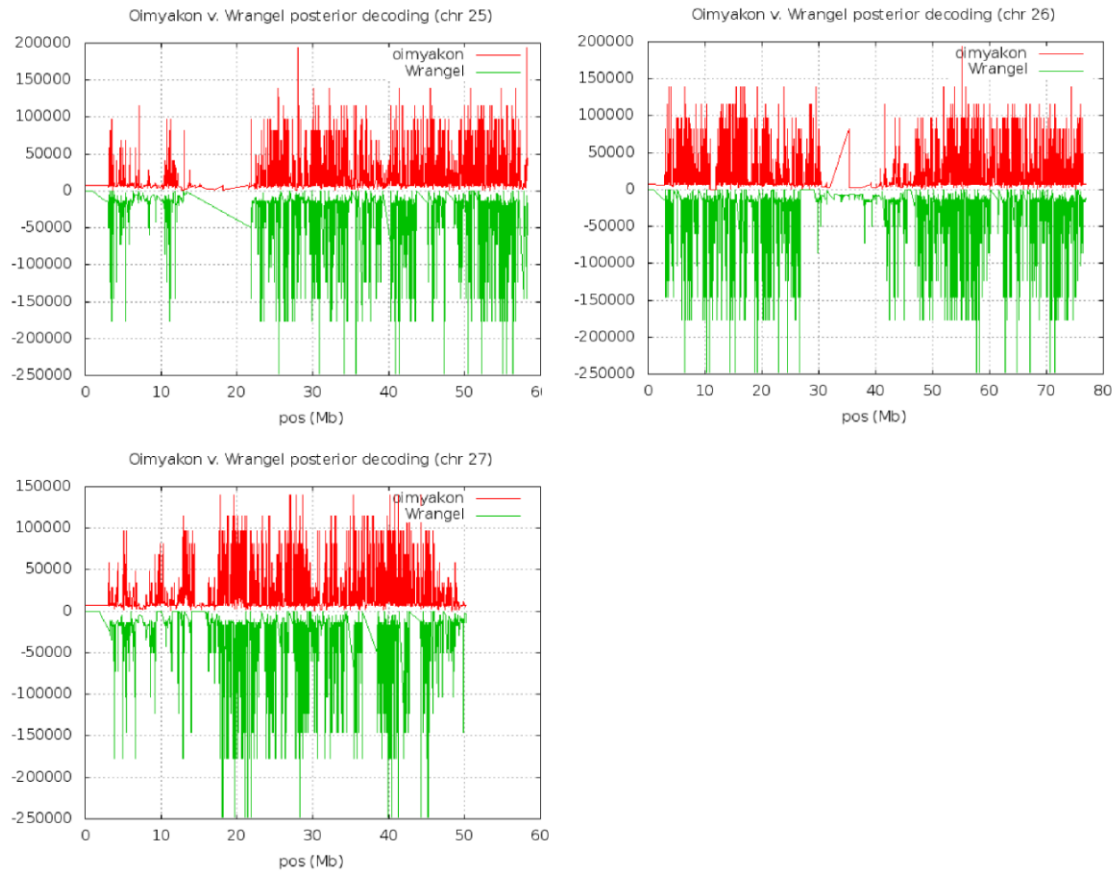 Oimyakon v. Wrangel posterior decoding (chr 25)
200000
150000
100000
50000
0
-50000
-100000
-150000
-200000
-250000
oimyakon
Wrangel
0 10 20 30 40 50 60
pos (Mb)
Oimyakon v. Wrangel posterior decoding (chr 26)
200000
150000
100000
50000
0
-50000
-100000
-150000
-200000
-250000
oimyakon
Wrangel
0 10 20 30 40 50 60 70 80
pos (Mb)
Oimyakon v. Wrangel posterior decoding (chr 27)
150000
100000
50000
0
-50000
-100000
-150000
-200000
-250000
oimyakon
Wrangel
0 10 20 30 40 50 60
pos (Mb)